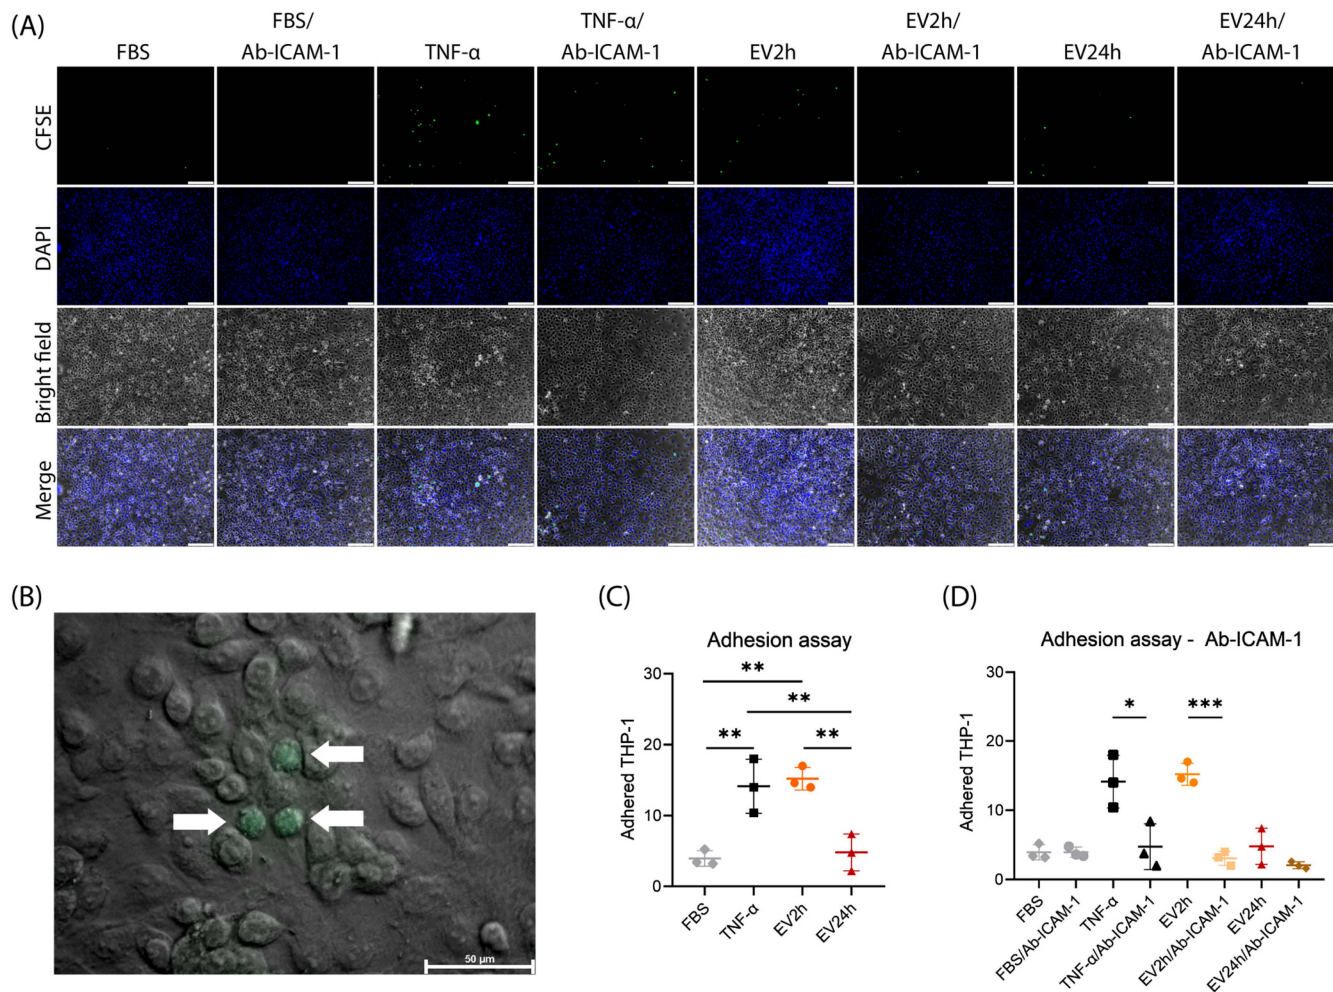 (A)
FBS
FBS/
Ab-ICAM-1
TNF-α
TNF-α/
Ab-ICAM-1
EV2h
EV2h/
Ab-ICAM-1
EV24h
EV24h/
Ab-ICAM-1
CFSE
DAPI
Bright field
Merge
(B)
50 µm
(C)
Adhesion assay
Adhered THP-1
30
20
10
0
**
**
**
**
FBS
TNF-α
EV2h
EV24h
(D)
Adhesion assay - Ab-ICAM-1
Adhered THP-1
30
20
10
0
*
***
FBS
FBS/Ab-ICAM-1
TNF-α
TNF-α/Ab-ICAM-1
EV2h
EV2h/Ab-ICAM-1
EV24h
EV24h/Ab-ICAM-1